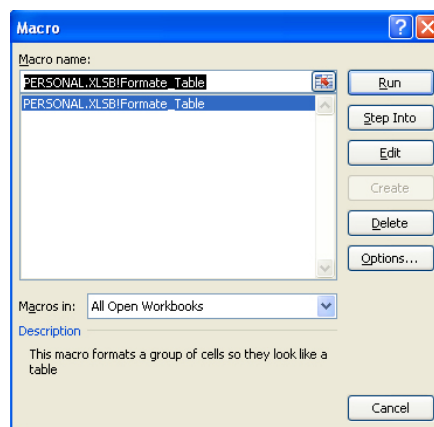 Macro
Macro name:
PERSONAL.XLSB!Formate_Table
PERSONAL.XLSB!Formate_Table
Run
Step Into
Edit
Create
Delete
Options...
Macros in: All Open Workbooks
Description
This macro formats a group of cells so they look like a
table
Cancel